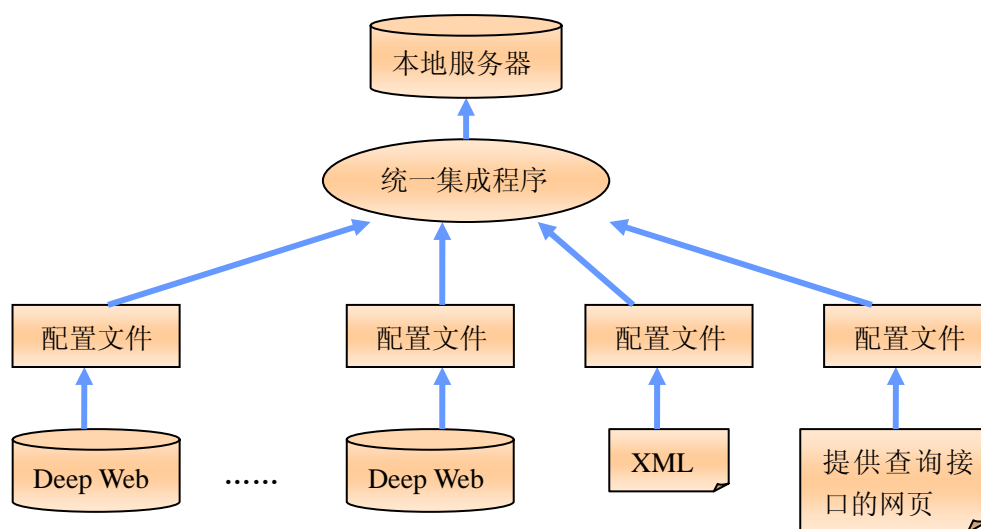 本地服务器
统一集成程序
配置文件
配置文件
配置文件
配置文件
Deep Web
……
Deep Web
XML
提供查询接
口的网页